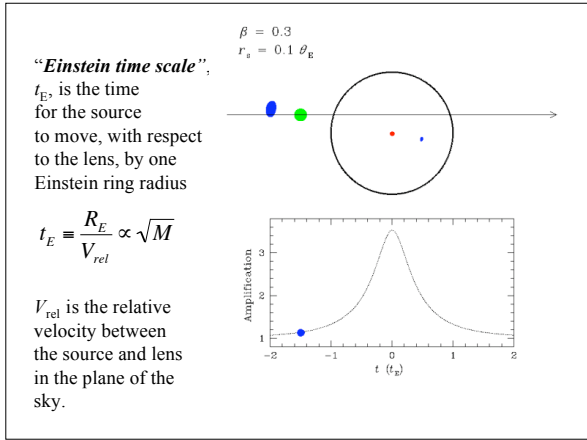 “Einstein time scale”,
t_E, is the time
for the source
to move, with respect
to the lens, by one
Einstein ring radius
t_E ≡ R_E / V_rel ∝ √M
V_rel is the relative
velocity between
the source and lens
in the plane of the
sky.
β = 0.3
r_s = 0.1 θ_E
Amplification
3
2
1
−2 −1 0 1 2
t (t_E)